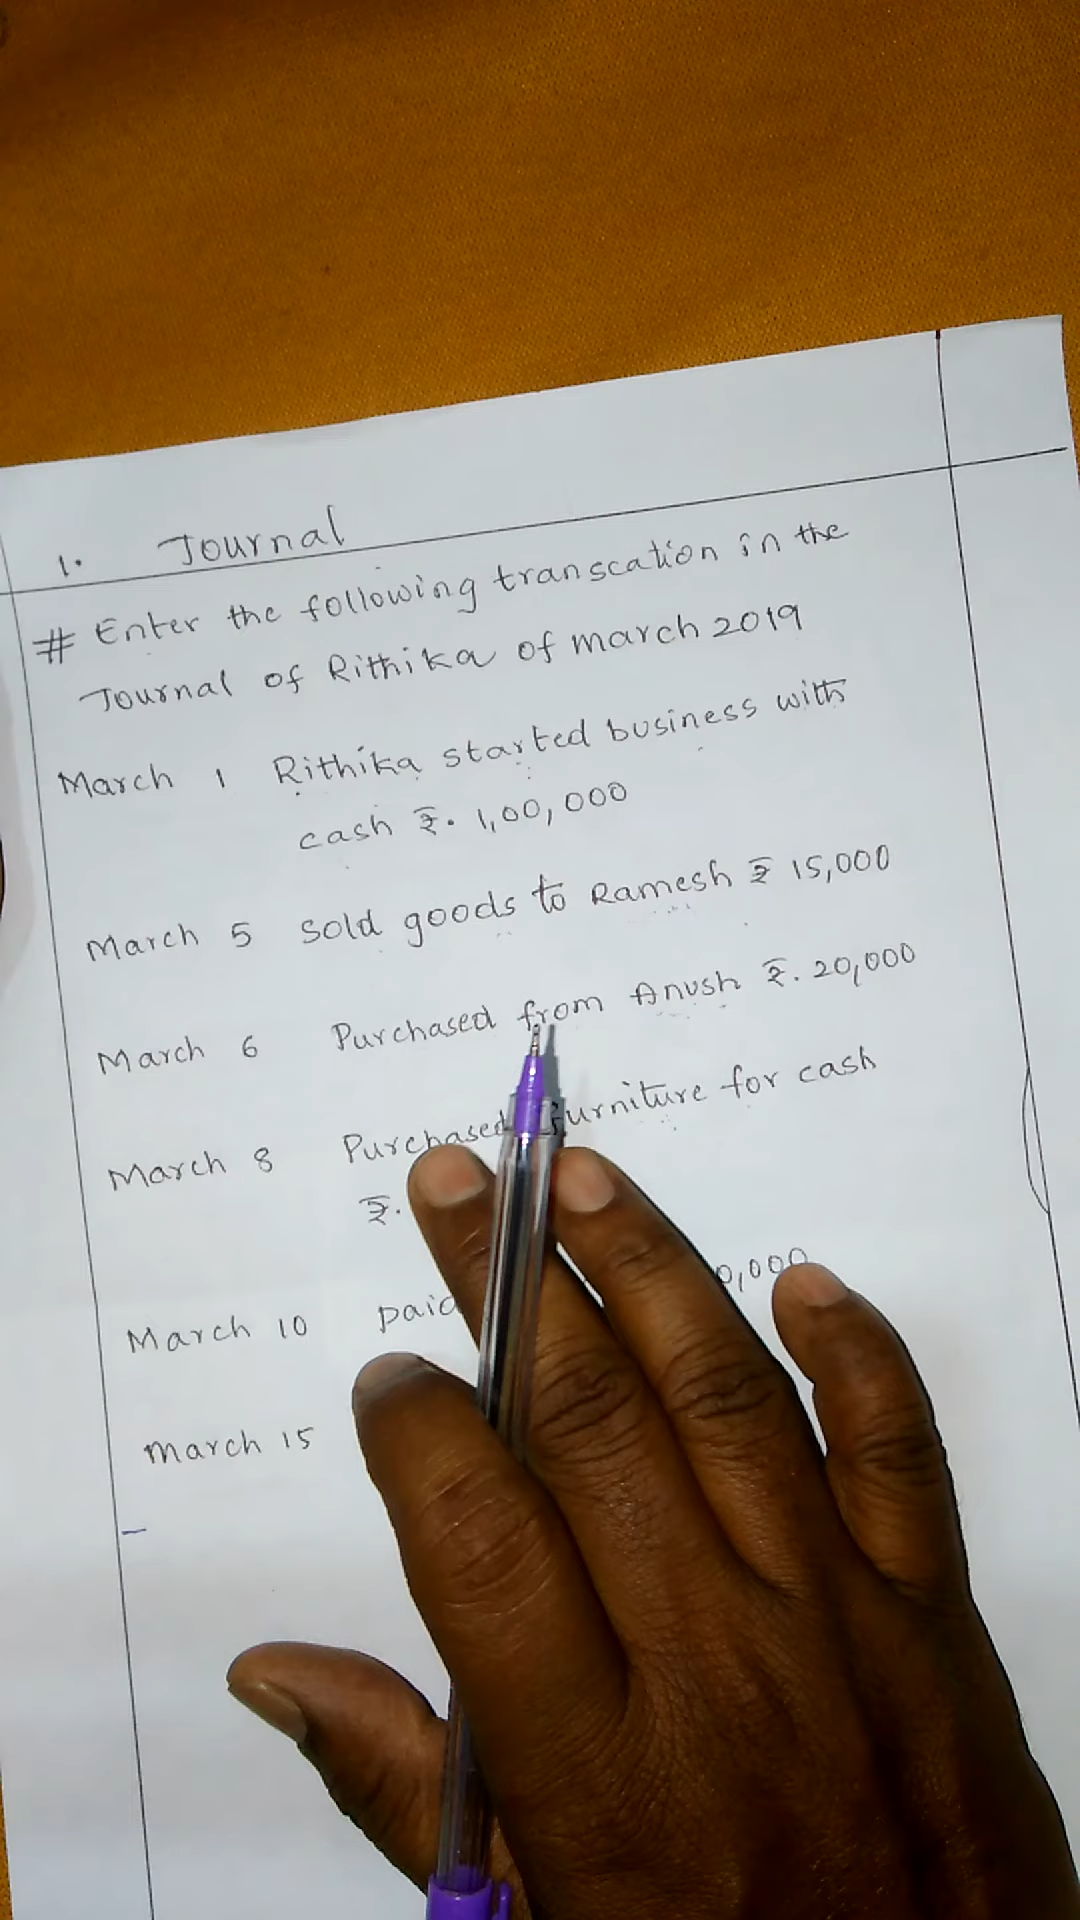 1. Journal
# Enter the following transcation in the
Journal of Rithika of march 2019
March 1 Rithika started business with
cash ₹. 1,00,000
March 5 Sold goods to Ramesh ₹ 15,000
March 6 Purchased from Anush ₹. 20,000
March 8 Purchased furniture for cash
₹.
March 10 paid 0,000
March 15